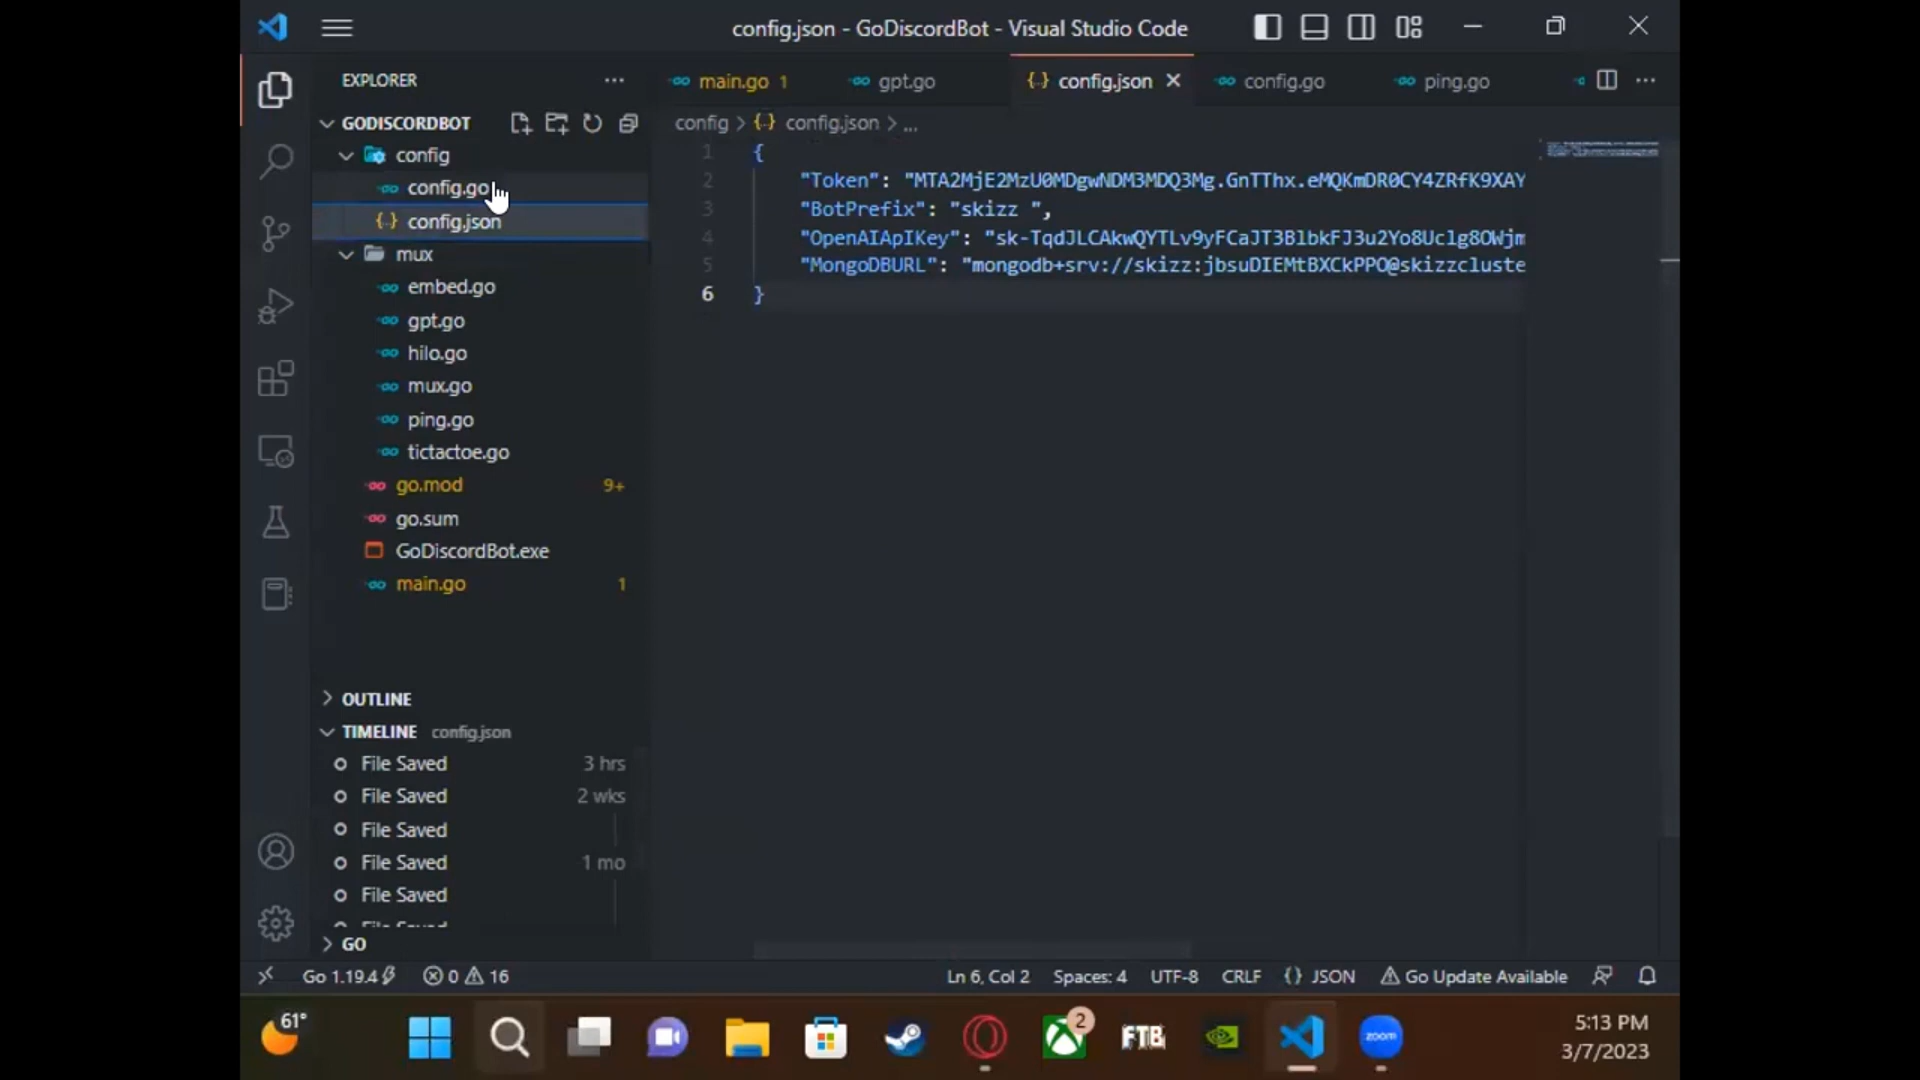 config.json - GoDiscordBot - Visual Studio Code
EXPLORER
main.go 1
gpt.go
config.json
config.go
ping.go
GODISCORDBOT
config > config.json > ...
config
config.go
config.json
mux
embed.go
gpt.go
hilo.go
mux.go
ping.go
tictactoe.go
go.mod 9+
go.sum
GoDiscordBot.exe
main.go 1
1 {
2 "Token":
3 "BotPrefix": "skizz ",
4 "OpenAIApIKey":
5 "MongoDBURL":
6 }
OUTLINE
TIMELINE config.json
File Saved 3 hrs
File Saved 2 wks
File Saved
File Saved 1 mo
File Saved
GO
Go 1.19.4 0 16
Ln 6, Col 2 Spaces: 4 UTF-8 CRLF {} JSON Go Update Available
61°
2
FTB
zoom
5:13 PM
3/7/2023